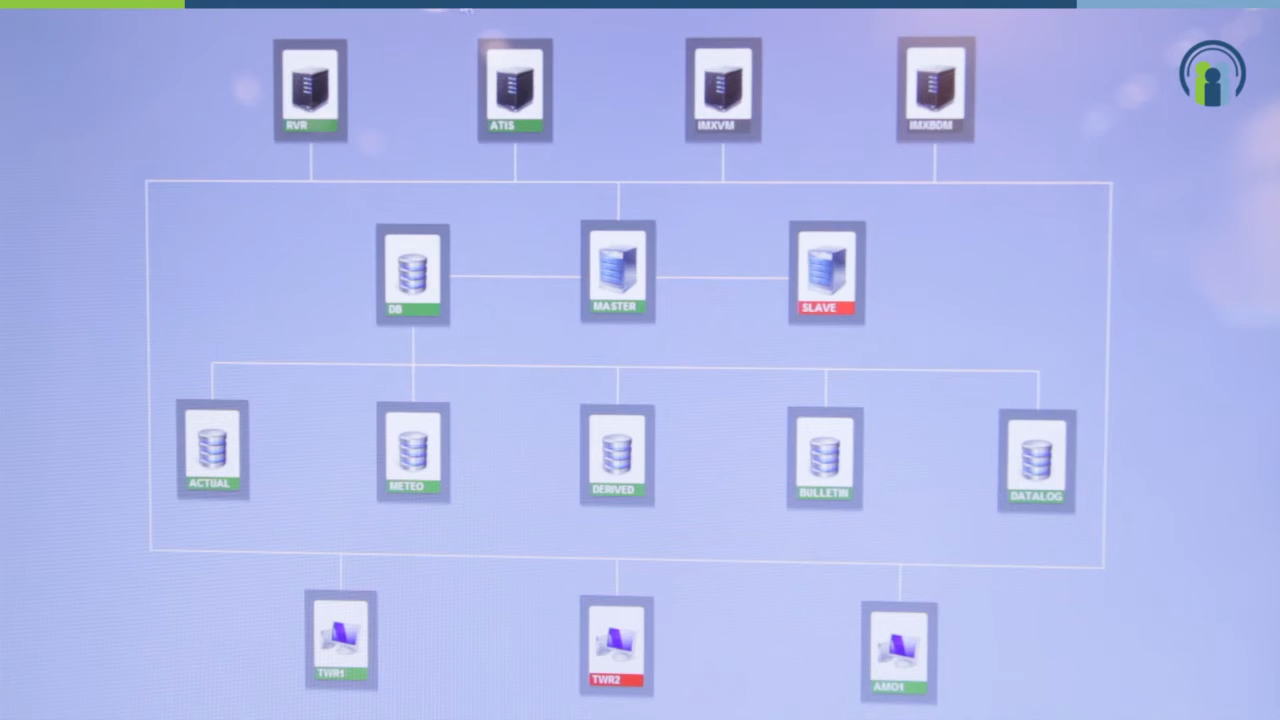 RVR
ATIS
IMXVM
IMXBDM
DB
MASTER
SLAVE
ACTUAL
METEO
DERIVED
BULLETIN
DATALOG
TWR1
TWR2
AMO1